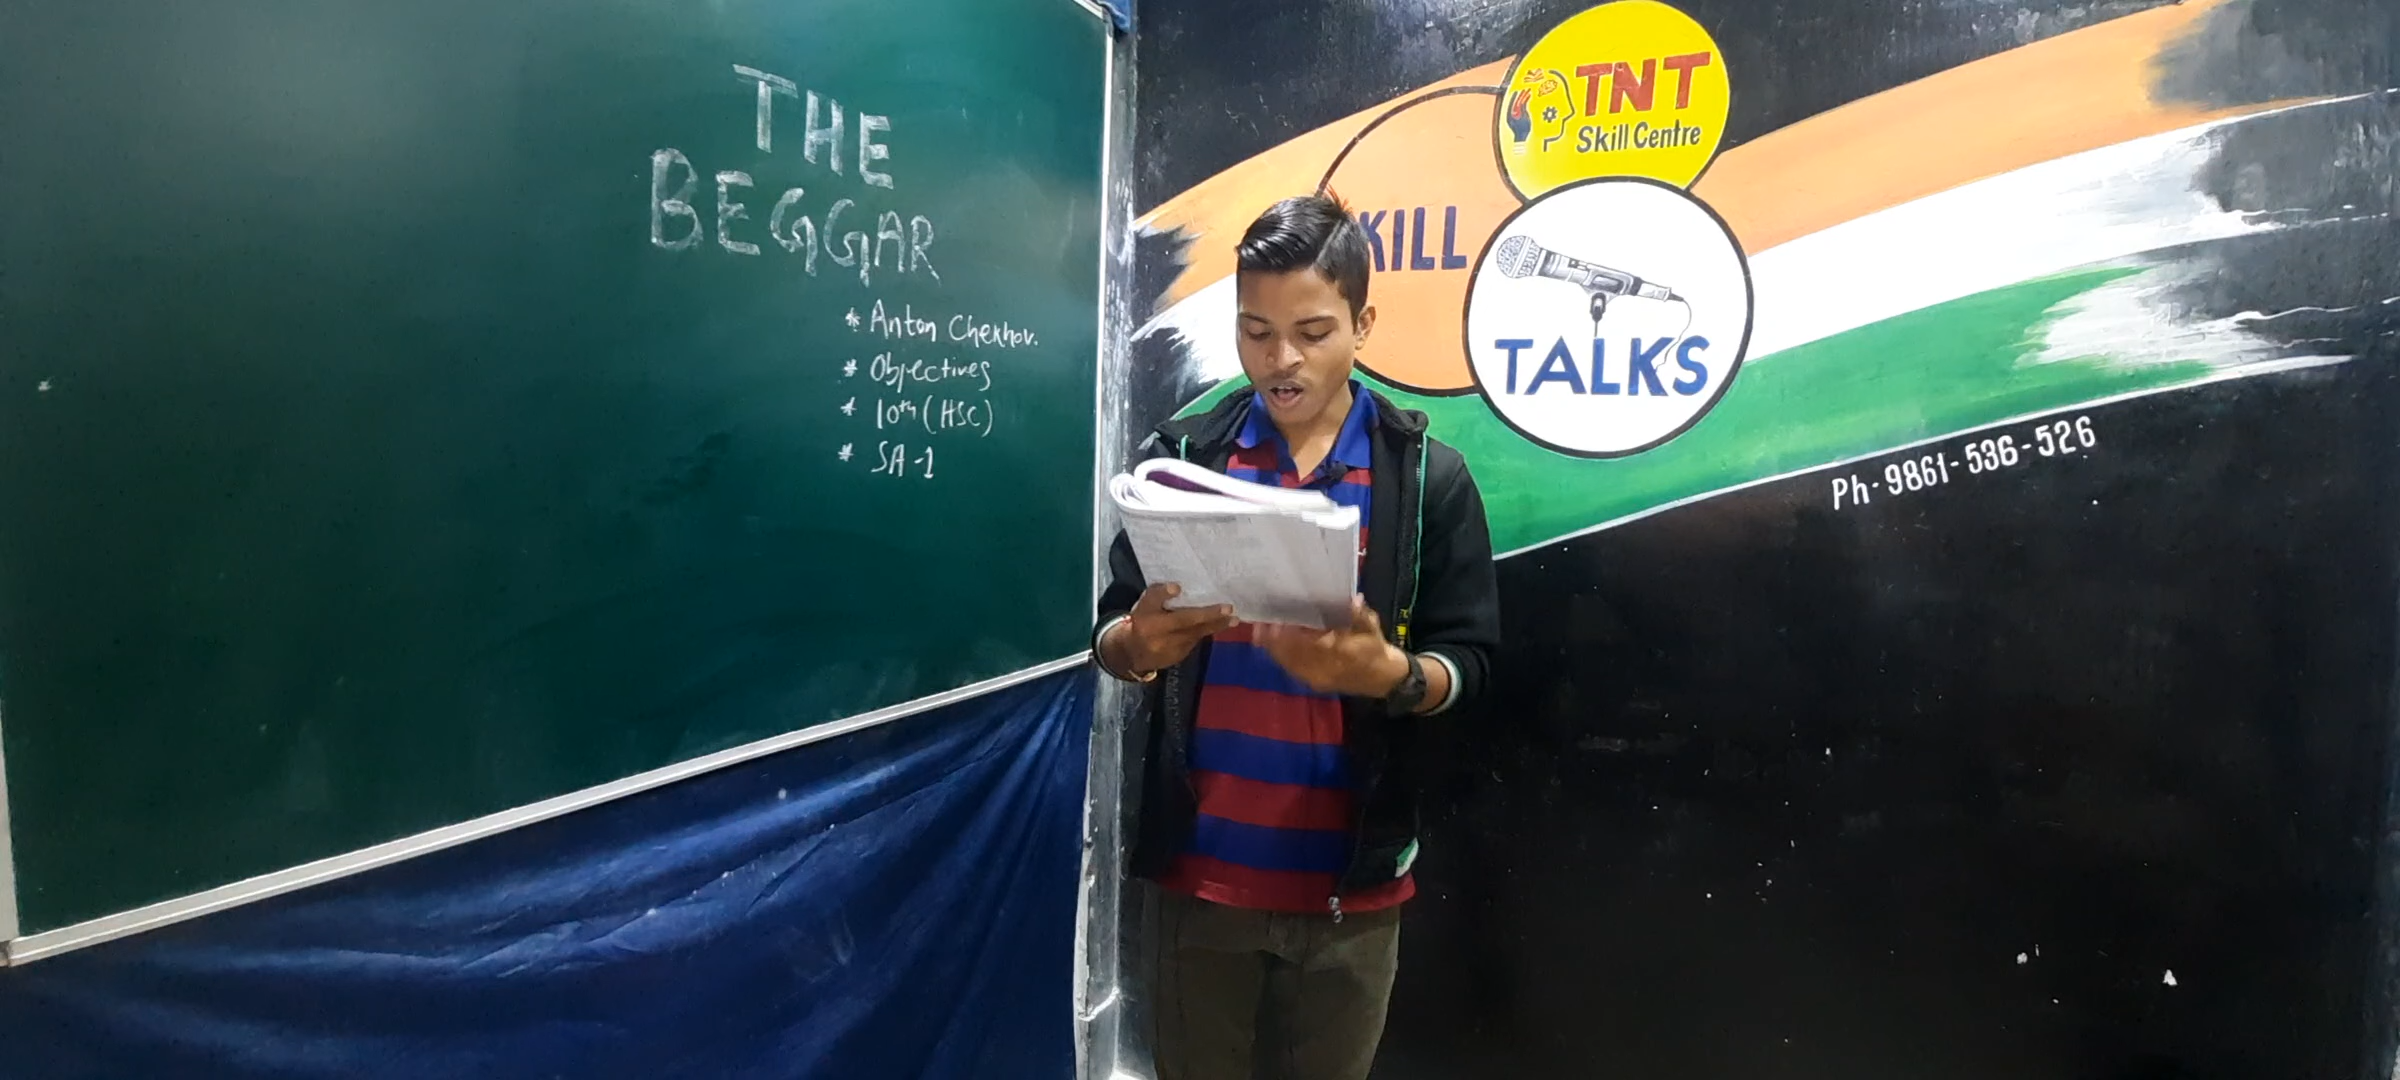 THE
BEGGAR
* Anton Chekhov.
* Objectives
* 10th (HSC)
* SA-1
TNT
Skill Centre
KILL
TALKS
Ph-9861-536-526